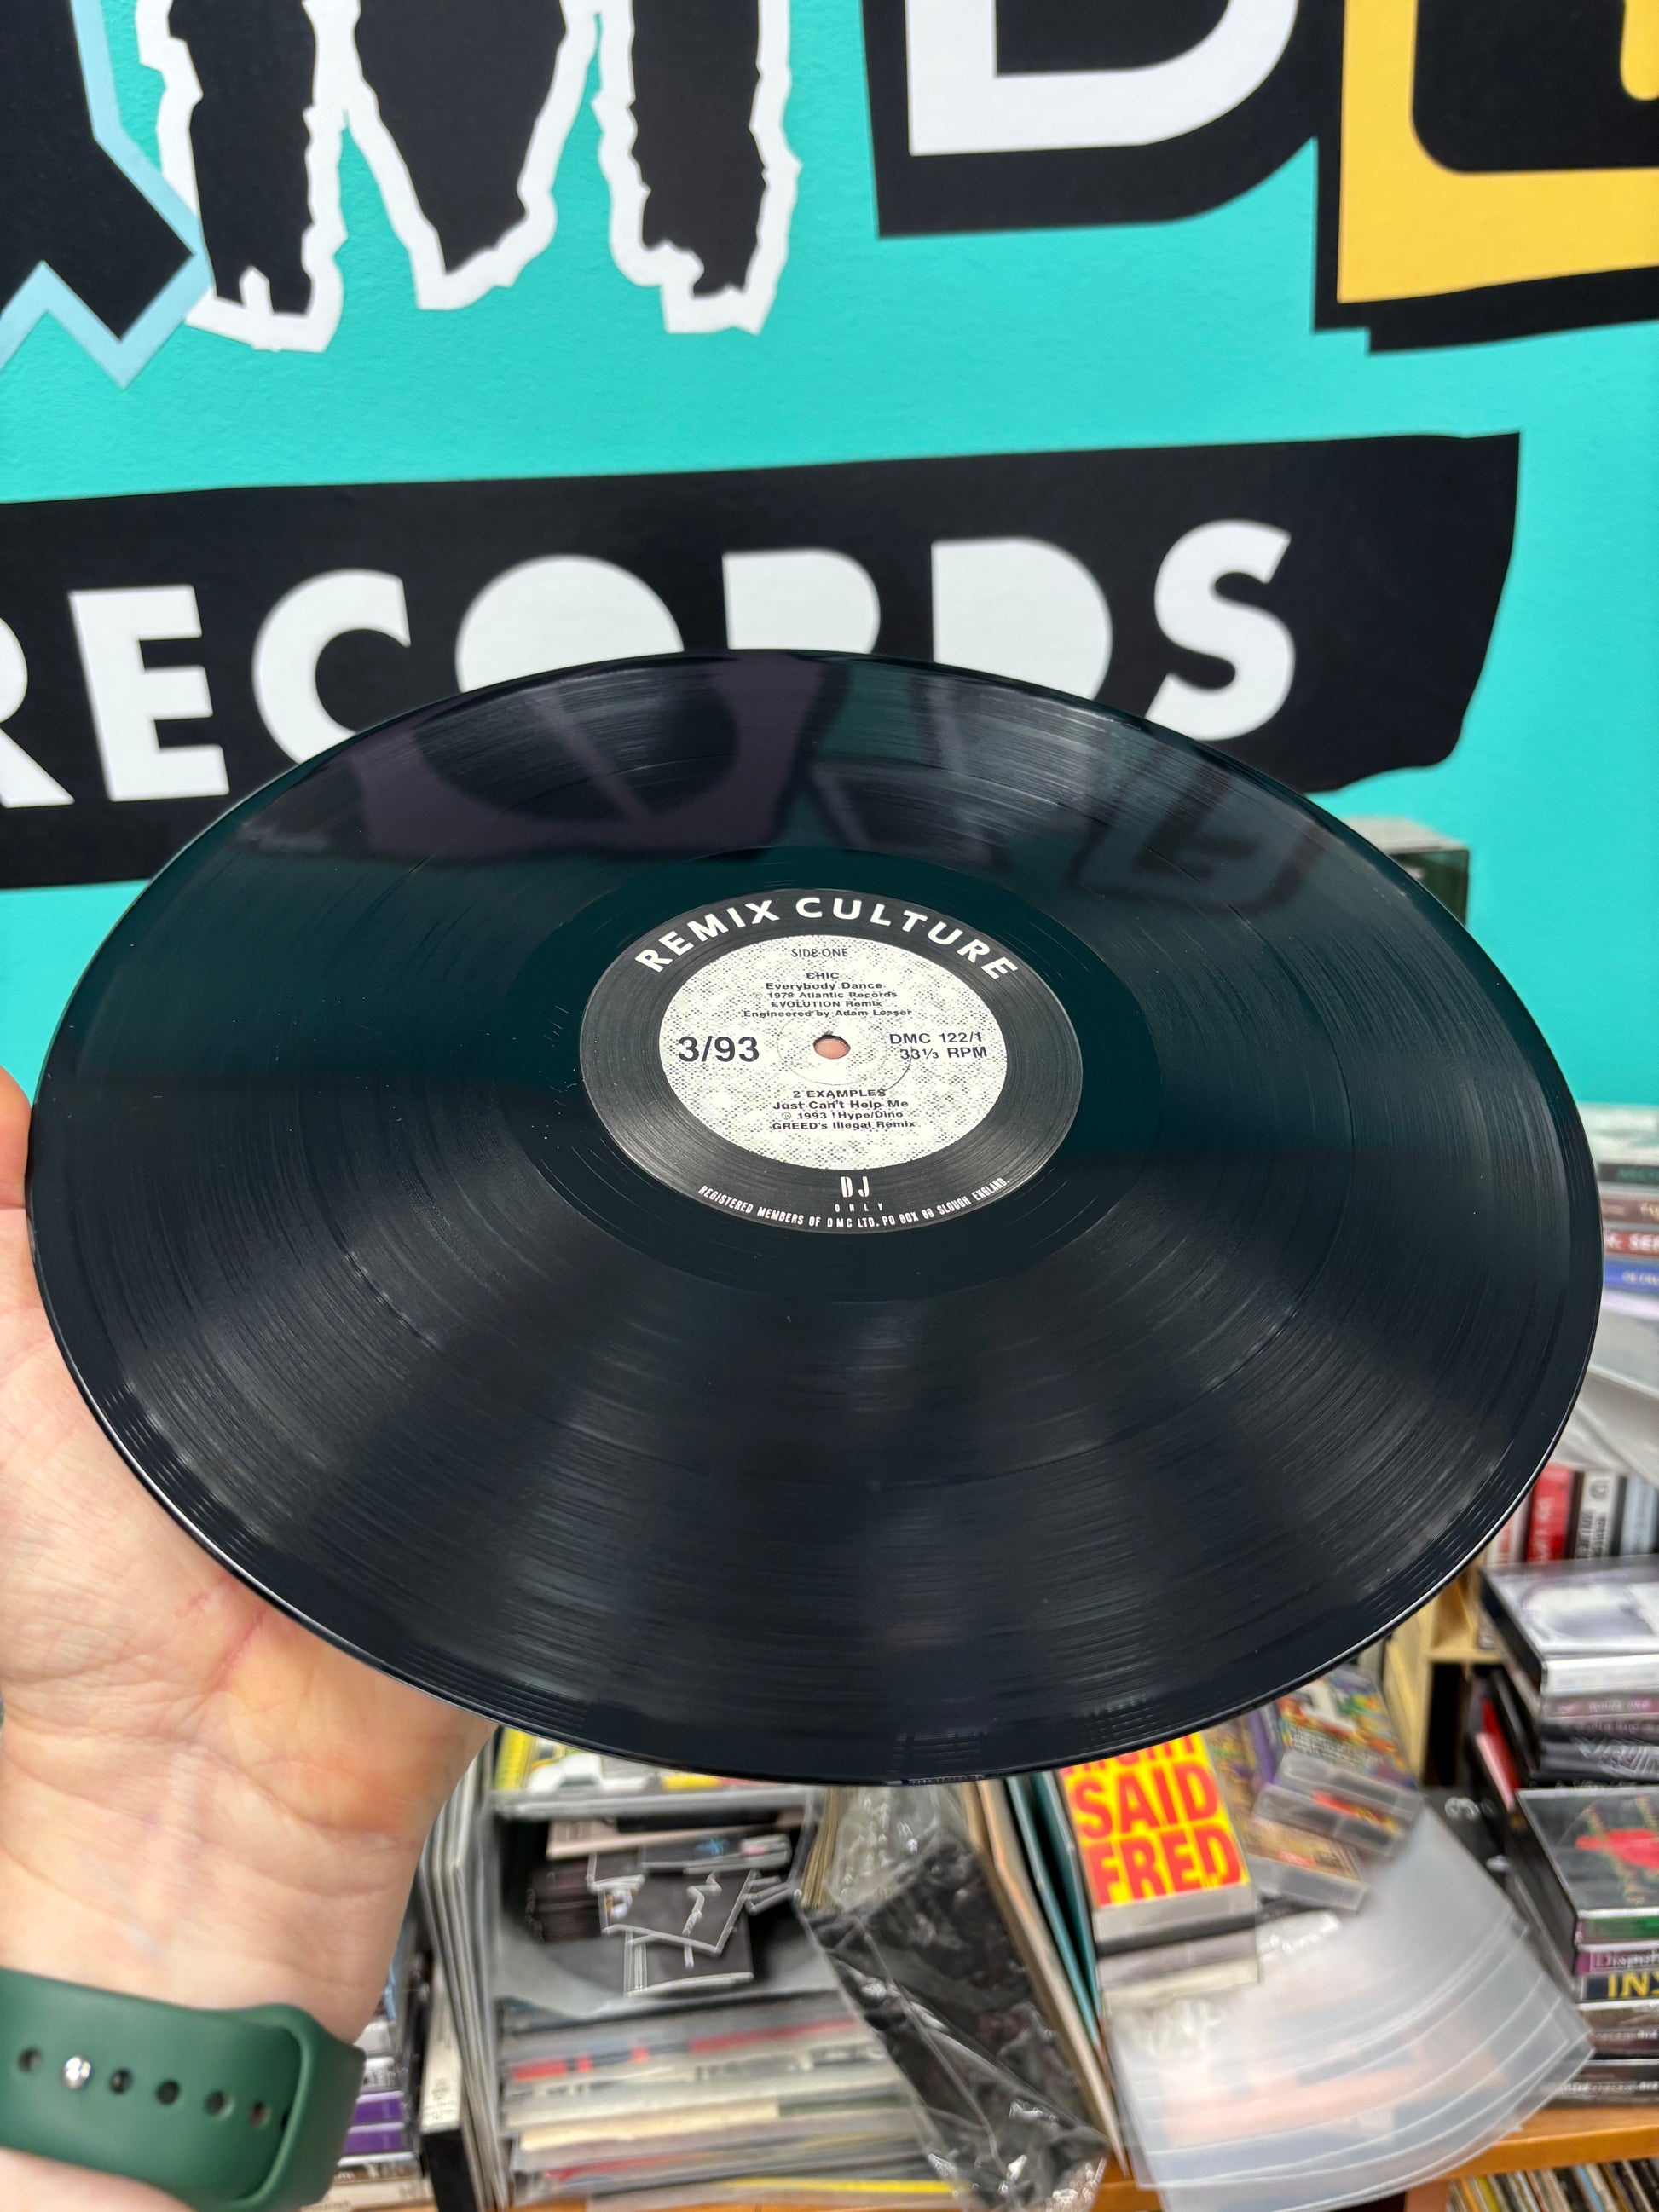 RECORDS
REMIX CULTURE
SIDE ONE
CHIC
Everybody Dance
1978 Atlantic Records
EVOLUTION Remix
Engineered by Adam Lesser
3/93
DMC 122/1
33⅓ RPM
2 EXAMPLES
Just Can't Help Me
℗ 1993 !Hype/Dino
GREED's Illegal Remix
DJ
ONLY
REGISTERED MEMBERS OF DMC LTD. PO BOX 89 SLOUGH ENGLAND.
SAID
FRED